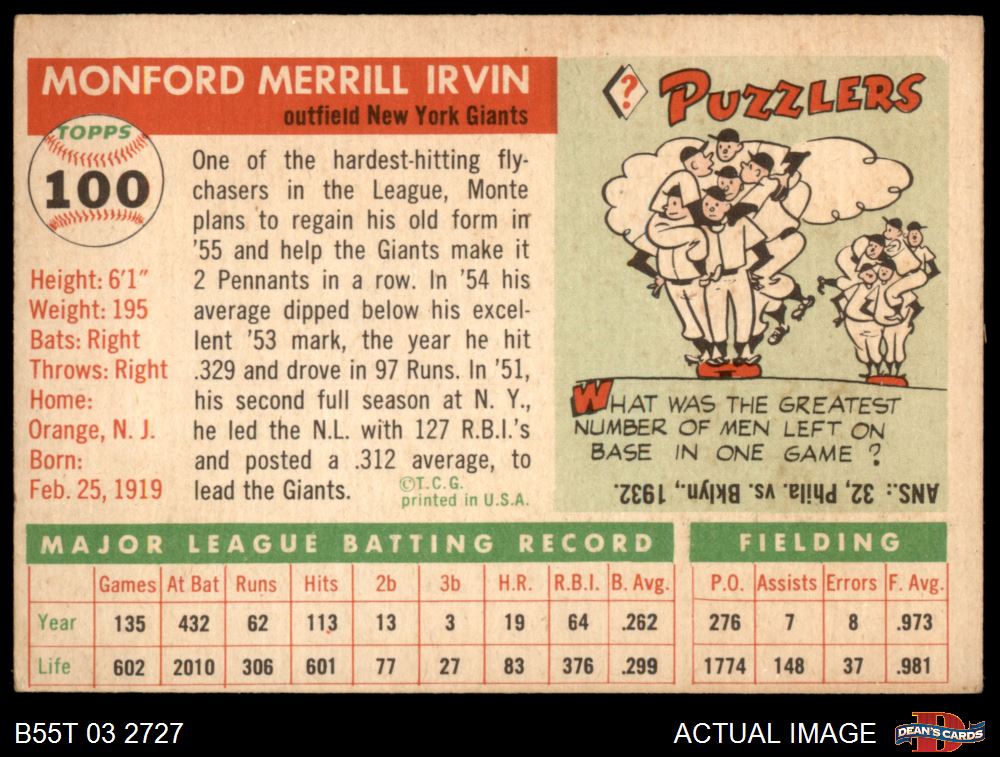 MONFORD MERRILL IRVIN
outfield New York Giants
TOPPS
100
Height: 6'1"
Weight: 195
Bats: Right
Throws: Right
Home:
Orange, N. J.
Born:
Feb. 25, 1919
One of the hardest-hitting fly-
chasers in the League, Monte
plans to regain his old form in
'55 and help the Giants make it
2 Pennants in a row. In '54 his
average dipped below his excel-
lent '53 mark, the year he hit
.329 and drove in 97 Runs. In '51,
his second full season at N. Y.,
he led the N.L. with 127 R.B.I.'s
and posted a .312 average, to
lead the Giants.
©T.C.G.
printed in U.S.A.
?
PUZZLERS
WHAT WAS THE GREATEST
NUMBER OF MEN LEFT ON
BASE IN ONE GAME ?
ANS.: 32, Phila. vs. Bklyn., 1932.
MAJOR LEAGUE BATTING RECORD
FIELDING
Games At Bat Runs Hits 2b 3b H.R. R.B.I. B. Avg. P.O. Assists Errors F. Avg.
Year 135 432 62 113 13 3 19 64 .262 276 7 8 .973
Life 602 2010 306 601 77 27 83 376 .299 1774 148 37 .981
B55T 03 2727
ACTUAL IMAGE
D
DEAN'S CARDS